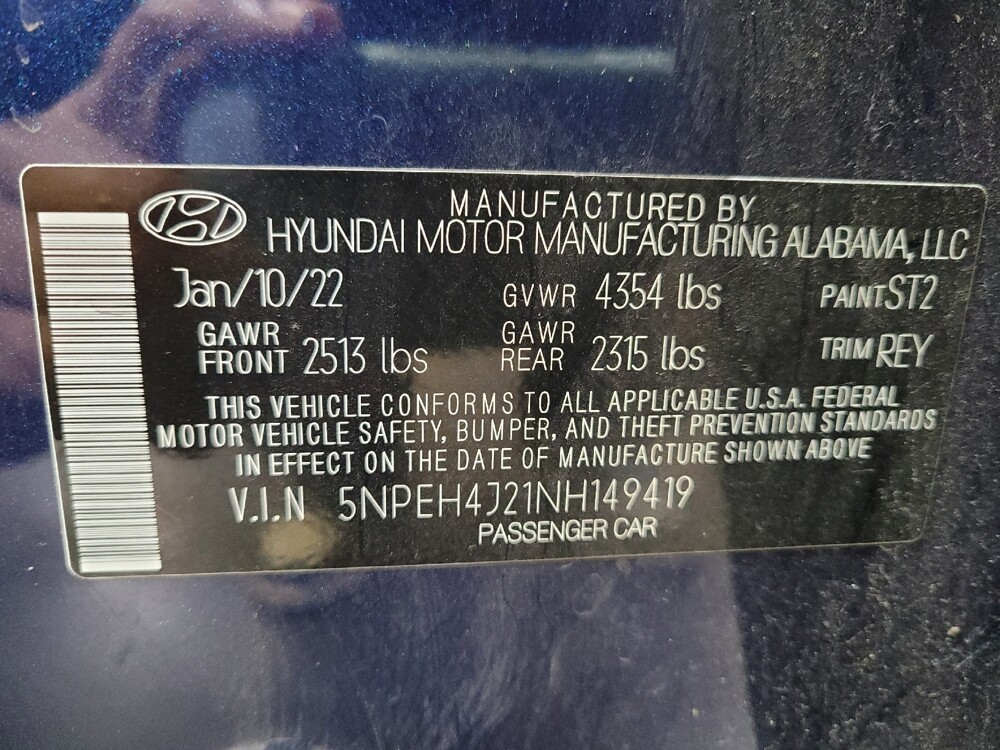 MANUFACTURED BY
HYUNDAI MOTOR MANUFACTURING ALABAMA, LLC
Jan/10/22 GVWR 4354 lbs PAINT ST2
GAWR FRONT 2513 lbs GAWR REAR 2315 lbs TRIM REY
THIS VEHICLE CONFORMS TO ALL APPLICABLE U.S.A. FEDERAL
MOTOR VEHICLE SAFETY, BUMPER, AND THEFT PREVENTION STANDARDS
IN EFFECT ON THE DATE OF MANUFACTURE SHOWN ABOVE
V.I.N 5NPEH4J21NH149419
PASSENGER CAR